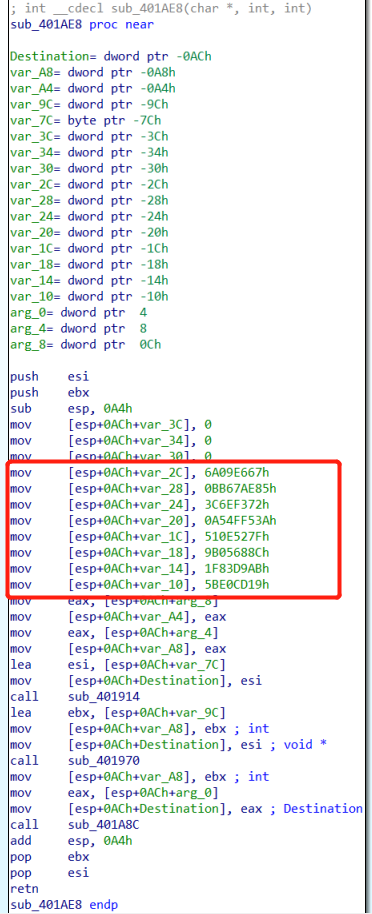 ; int __cdecl sub_401AE8(char *, int, int)
sub_401AE8 proc near
Destination= dword ptr -0ACh
var_A8= dword ptr -0A8h
var_A4= dword ptr -0A4h
var_9C= dword ptr -9Ch
var_7C= byte ptr -7Ch
var_3C= dword ptr -3Ch
var_34= dword ptr -34h
var_30= dword ptr -30h
var_2C= dword ptr -2Ch
var_28= dword ptr -28h
var_24= dword ptr -24h
var_20= dword ptr -20h
var_1C= dword ptr -1Ch
var_18= dword ptr -18h
var_14= dword ptr -14h
var_10= dword ptr -10h
arg_0= dword ptr 4
arg_4= dword ptr 8
arg_8= dword ptr 0Ch
push esi
push ebx
sub esp, 0A4h
mov [esp+0ACh+var_3C], 0
mov [esp+0ACh+var_34], 0
mov [esp+0ACh+var_30], 0
mov [esp+0ACh+var_2C], 6A09E667h
mov [esp+0ACh+var_28], 0BB67AE85h
mov [esp+0ACh+var_24], 3C6EF372h
mov [esp+0ACh+var_20], 0A54FF53Ah
mov [esp+0ACh+var_1C], 510E527Fh
mov [esp+0ACh+var_18], 9B05688Ch
mov [esp+0ACh+var_14], 1F83D9ABh
mov [esp+0ACh+var_10], 5BE0CD19h
mov eax, [esp+0ACh+arg_8]
mov [esp+0ACh+var_A4], eax
mov eax, [esp+0ACh+arg_4]
mov [esp+0ACh+var_A8], eax
lea esi, [esp+0ACh+var_7C]
mov [esp+0ACh+Destination], esi
call sub_401914
lea ebx, [esp+0ACh+var_9C]
mov [esp+0ACh+var_A8], ebx ; int
mov [esp+0ACh+Destination], esi ; void *
call sub_401970
mov [esp+0ACh+var_A8], ebx ; int
mov eax, [esp+0ACh+arg_0]
mov [esp+0ACh+Destination], eax ; Destination
call sub_401A8C
add esp, 0A4h
pop ebx
pop esi
retn
sub_401AE8 endp